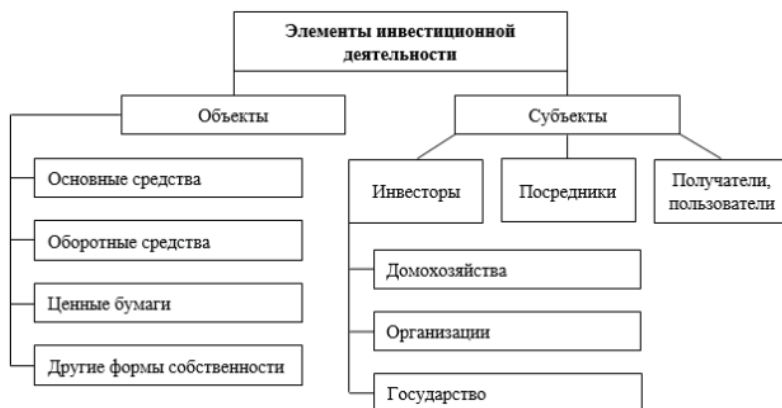 Элементы инвестиционной
деятельности
Объекты
Субъекты
Основные средства
Оборотные средства
Ценные бумаги
Другие формы собственности
Инвесторы
Посредники
Получатели,
пользователи
Домохозяйства
Организации
Государство